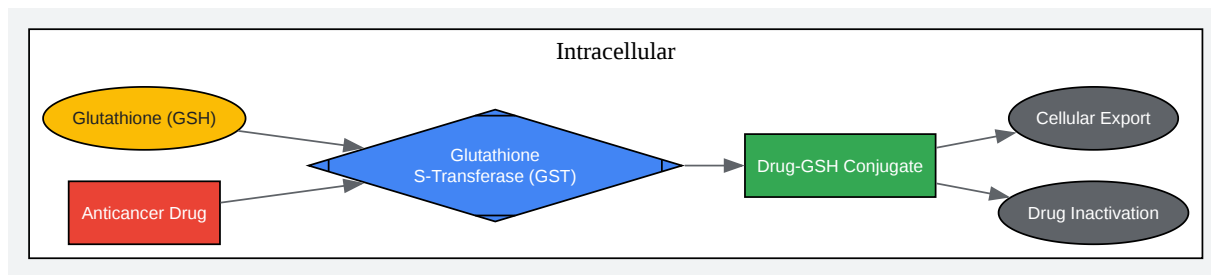 Intracellular
Glutathione (GSH)
Anticancer Drug
Glutathione
S-Transferase (GST)
Drug-GSH Conjugate
Cellular Export
Drug Inactivation